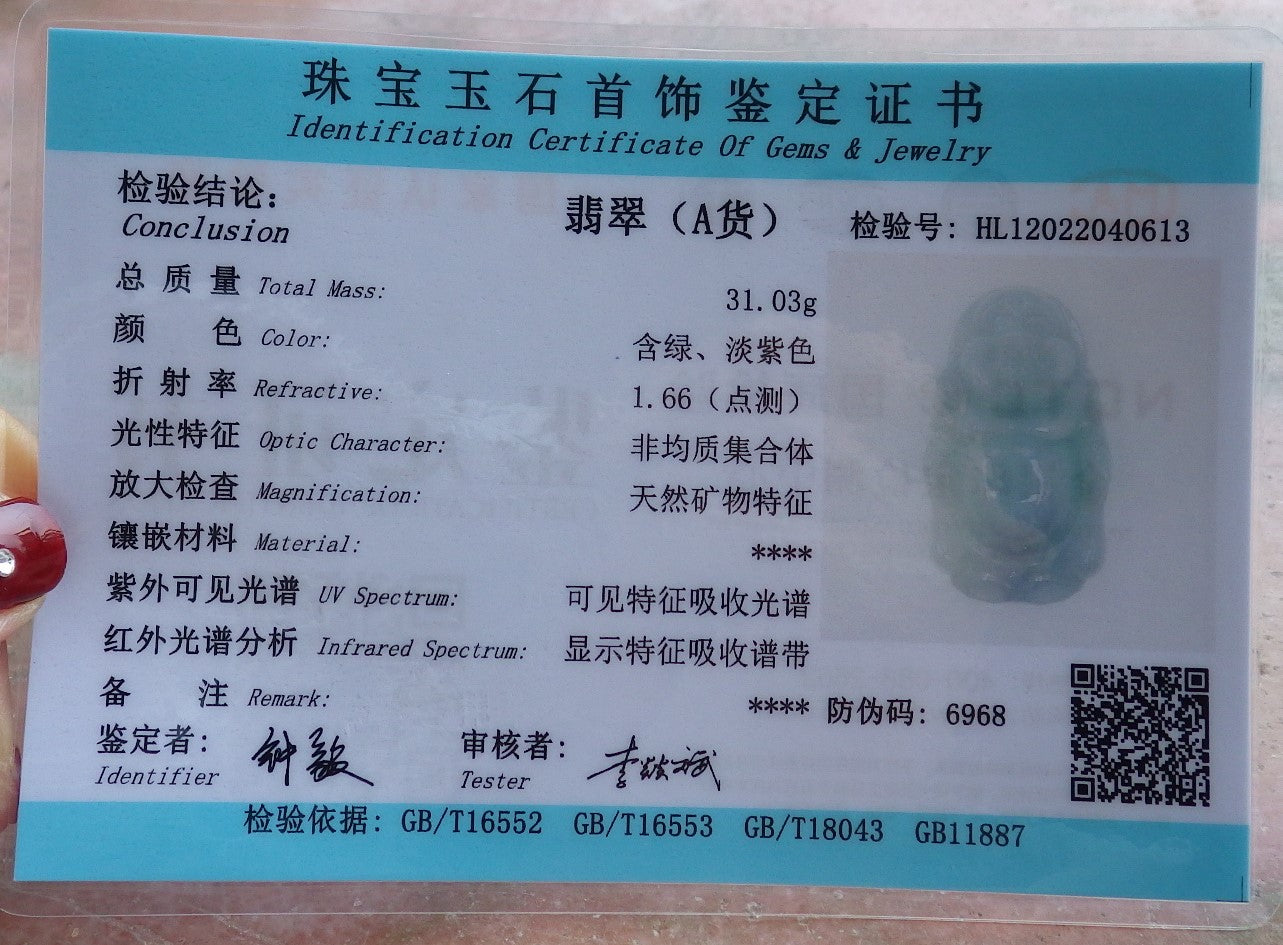 珠宝玉石首饰鉴定证书
Identification Certificate Of Gems & Jewelry
检验结论:
Conclusion
翡翠（A货）
检验号: HL12022040613
总质量 Total Mass: 31.03g
颜色 Color: 含绿、淡紫色
折射率 Refractive: 1.66（点测）
光性特征 Optic Character: 非均质集合体
放大检查 Magnification: 天然矿物特征
镶嵌材料 Material: ****
紫外可见光谱 UV Spectrum: 可见特征吸收光谱
红外光谱分析 Infrared Spectrum: 显示特征吸收谱带
备注 Remark: **** 防伪码: 6968
鉴定者: 钟敏
Identifier
审核者:
Tester
检验依据: GB/T16552 GB/T16553 GB/T18043 GB11887